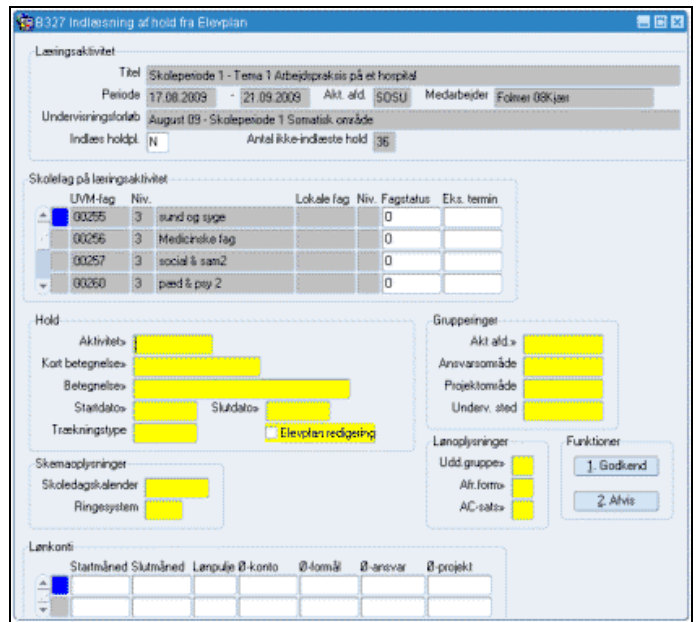 B327 Indlæsning af hold fra Elevplan
Læringsaktivitet
Titel Skoleperiode 1 - Tema 1 Arbejdspraksis på et hospital
Periode 17.08.2009 - 21.09.2009 Akt. afd. SOSU Medarbejder Folmer 09Kjær
Undervisningsforløb August 09 - Skoleperiode 1 Somatisk område
Indlæs holdpl. N Antal ikke-indlæste hold 36
Skolefag på læringsaktivitet
UVM-fag Niv. Lokale fag Niv. Fagstatus Eks. termin
00255 3 sund og syge O
00256 3 Medicinske fag O
00257 3 social & sam2 O
00260 3 pæd & psy 2 O
Hold Grupperinger
Aktivitet» Akt afd.»
Kort betegnelse» Ansvarsområde
Betegnelse» Projektområde
Startdato» Slutdato» Underv. sted
Trækningstype Elevplan redigering
Lønoplysninger Funktioner
Skemaoplysninger Udd.gruppe» 1. Godkend
Skoledagskalender Afr.form»
Ringesystem AC-sats» 2. Afvis
Lønkonti
Startmåned Slutmåned Lønpulje Ø-konto Ø-formål Ø-ansvar Ø-projekt